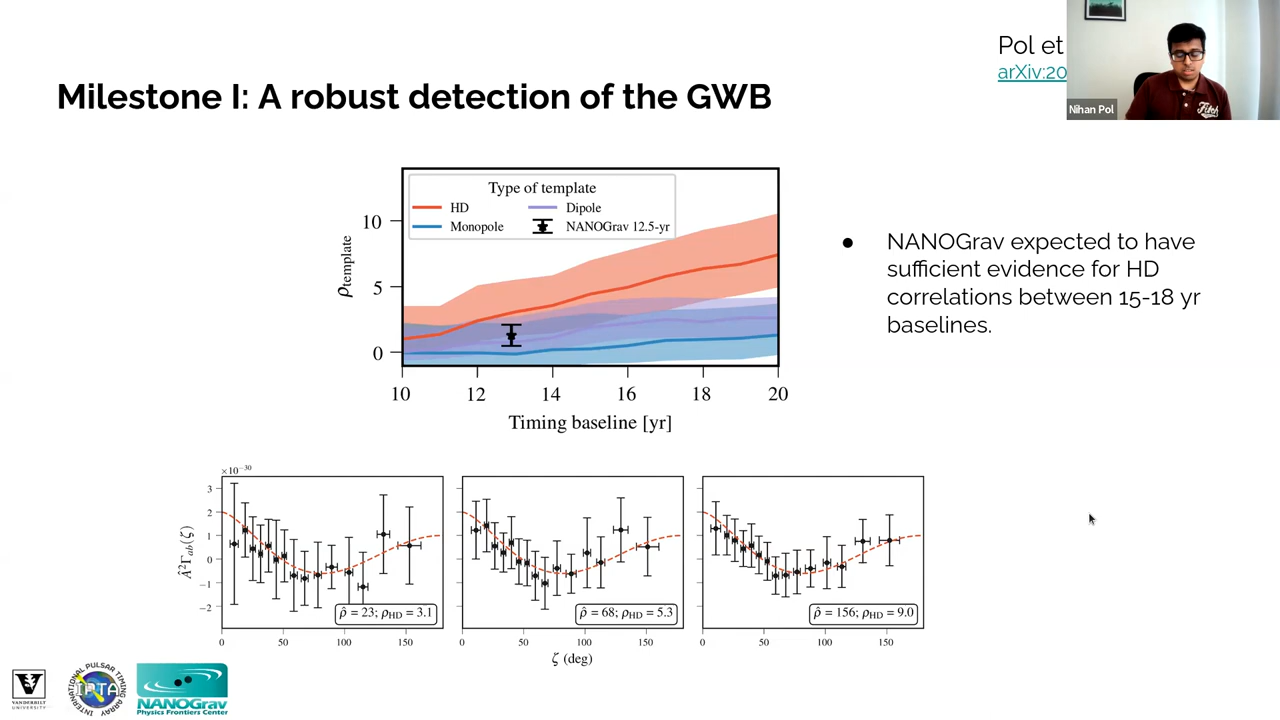 Pol et
arXiv:20
Nihan Pol
Fitch
Milestone I: A robust detection of the GWB
Type of template
HD
Dipole
Monopole
NANOGrav 12.5-yr
ρtemplate
10
5
0
10 12 14 16 18 20
Timing baseline [yr]
● NANOGrav expected to have
sufficient evidence for HD
correlations between 15-18 yr
baselines.
×10⁻³⁰
Â²Γab(ζ)
3
2
1
0
−1
−2
ρ̂ = 23; ρHD = 3.1
ρ̂ = 68; ρHD = 5.3
ρ̂ = 156; ρHD = 9.0
0 50 100 150
0 50 100 150
0 50 100 150
ζ (deg)
V
VANDERBILT
UNIVERSITY
INTERNATIONAL PULSAR TIMING ARRAY
IPTA
NANOGrav
Physics Frontiers Center